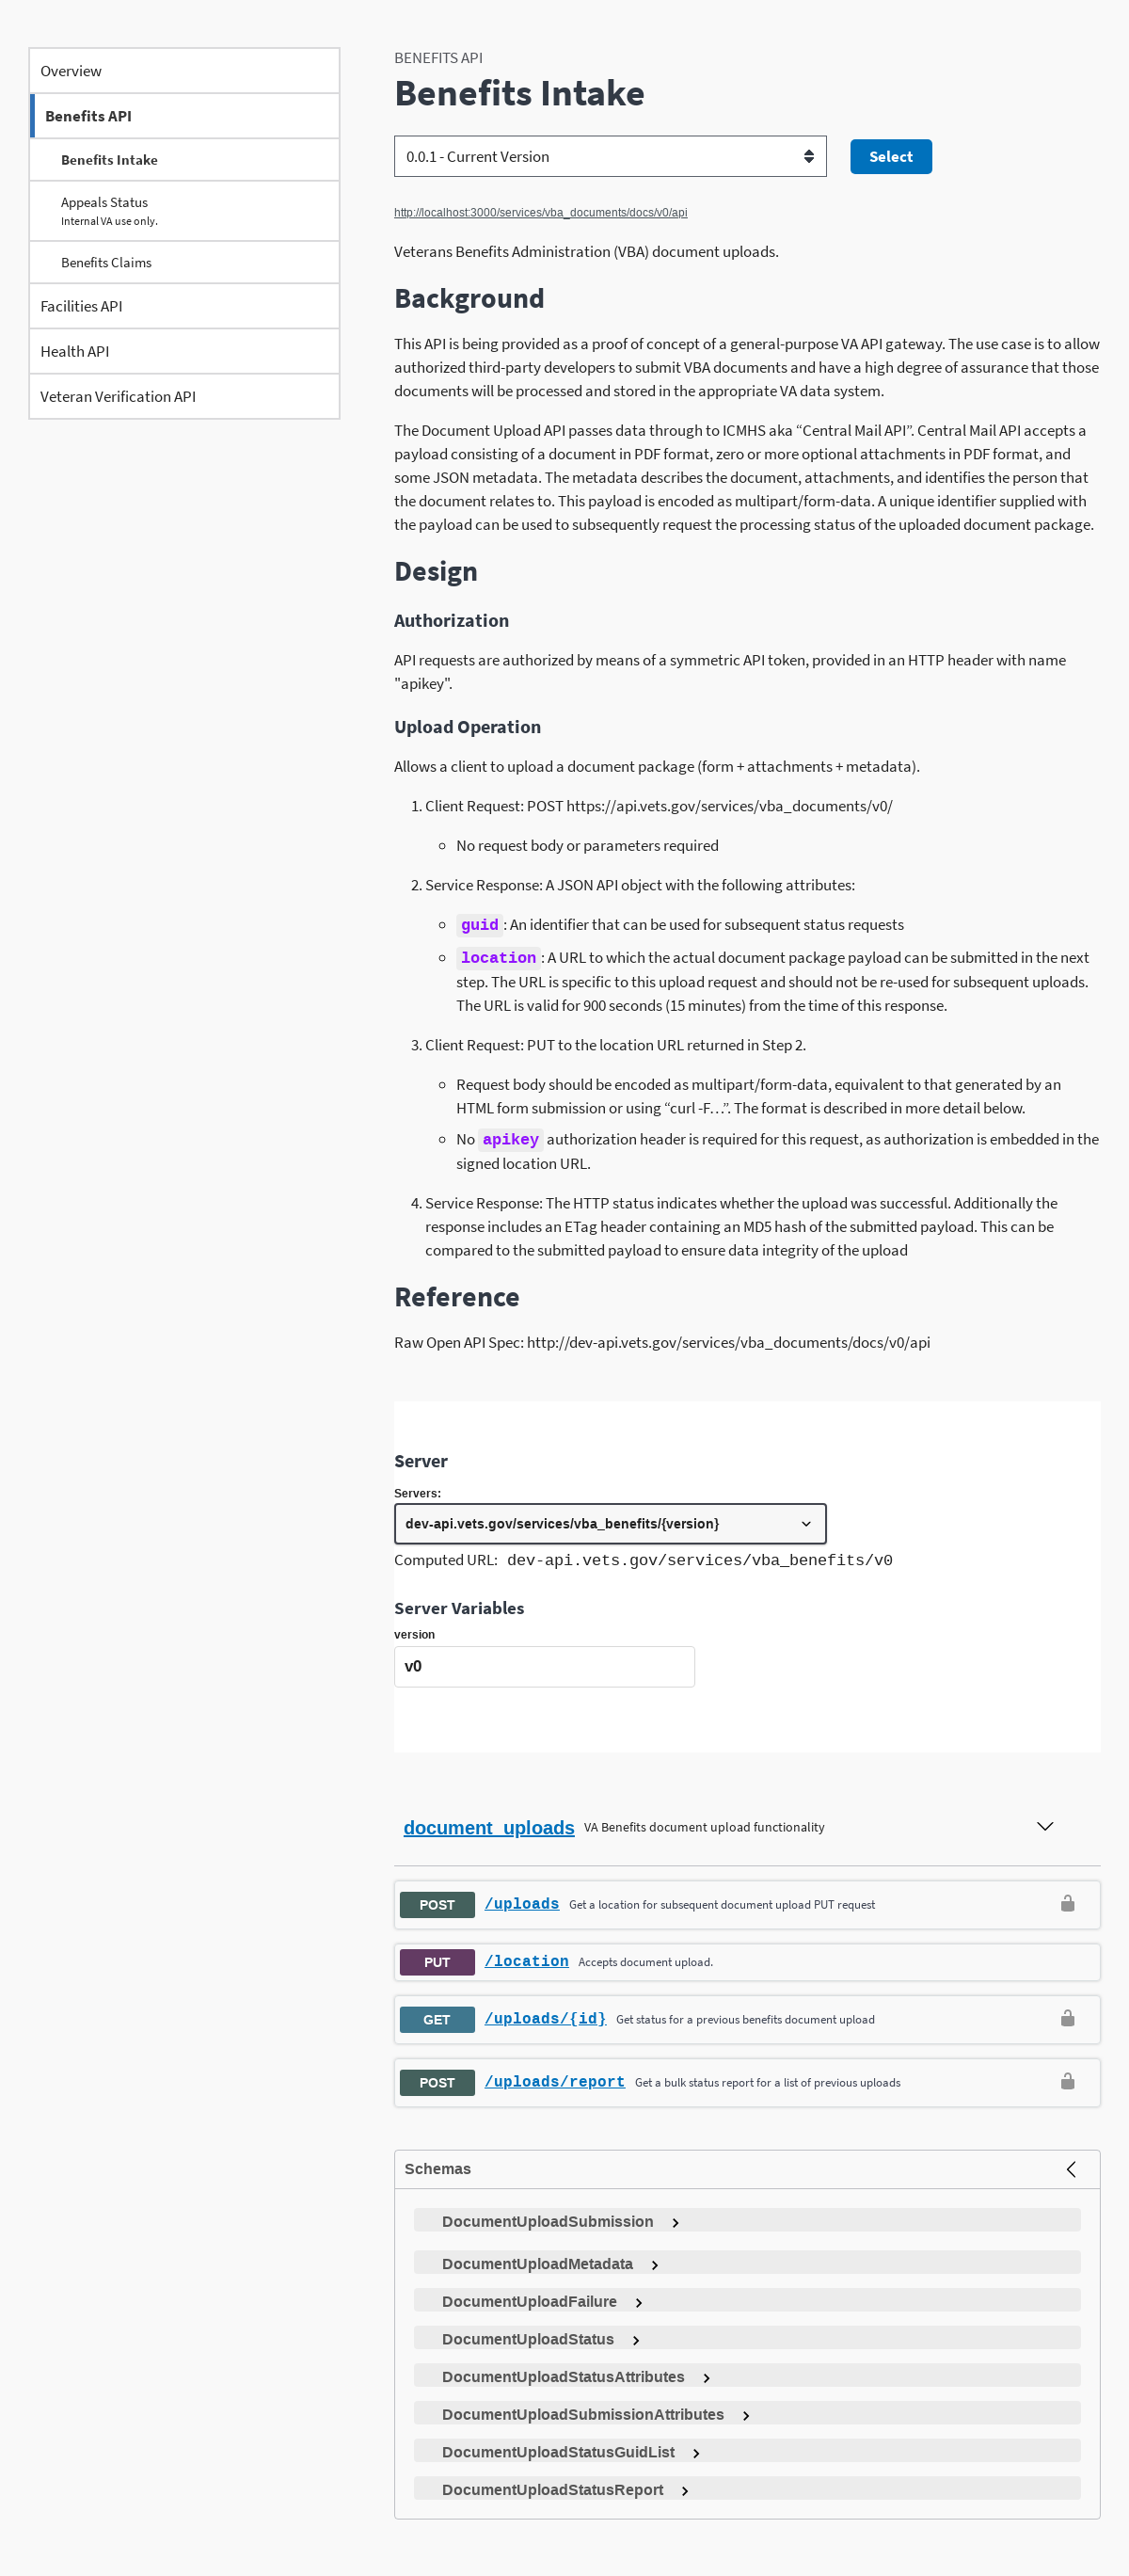 Overview
Benefits API
Benefits Intake
Appeals Status
Internal VA use only.
Benefits Claims
Facilities API
Health API
Veteran Verification API
BENEFITS API
Benefits Intake
0.0.1 - Current Version
Select
http://localhost:3000/services/vba_documents/docs/v0/api
Veterans Benefits Administration (VBA) document uploads.
Background
This API is being provided as a proof of concept of a general-purpose VA API gateway. The use case is to allow
authorized third-party developers to submit VBA documents and have a high degree of assurance that those
documents will be processed and stored in the appropriate VA data system.
The Document Upload API passes data through to ICMHS aka “Central Mail API”. Central Mail API accepts a
payload consisting of a document in PDF format, zero or more optional attachments in PDF format, and
some JSON metadata. The metadata describes the document, attachments, and identifies the person that
the document relates to. This payload is encoded as multipart/form-data. A unique identifier supplied with
the payload can be used to subsequently request the processing status of the uploaded document package.
Design
Authorization
API requests are authorized by means of a symmetric API token, provided in an HTTP header with name
"apikey".
Upload Operation
Allows a client to upload a document package (form + attachments + metadata).
1. Client Request: POST https://api.vets.gov/services/vba_documents/v0/
No request body or parameters required
2. Service Response: A JSON API object with the following attributes:
guid : An identifier that can be used for subsequent status requests
location : A URL to which the actual document package payload can be submitted in the next
step. The URL is specific to this upload request and should not be re-used for subsequent uploads.
The URL is valid for 900 seconds (15 minutes) from the time of this response.
3. Client Request: PUT to the location URL returned in Step 2.
Request body should be encoded as multipart/form-data, equivalent to that generated by an
HTML form submission or using “curl -F…”. The format is described in more detail below.
No apikey authorization header is required for this request, as authorization is embedded in the
signed location URL.
4. Service Response: The HTTP status indicates whether the upload was successful. Additionally the
response includes an ETag header containing an MD5 hash of the submitted payload. This can be
compared to the submitted payload to ensure data integrity of the upload
Reference
Raw Open API Spec: http://dev-api.vets.gov/services/vba_documents/docs/v0/api
Server
Servers:
dev-api.vets.gov/services/vba_benefits/{version}
Computed URL: dev-api.vets.gov/services/vba_benefits/v0
Server Variables
version
v0
document_uploads VA Benefits document upload functionality
POST /uploads Get a location for subsequent document upload PUT request
PUT /location Accepts document upload.
GET /uploads/{id} Get status for a previous benefits document upload
POST /uploads/report Get a bulk status report for a list of previous uploads
Schemas
DocumentUploadSubmission
DocumentUploadMetadata
DocumentUploadFailure
DocumentUploadStatus
DocumentUploadStatusAttributes
DocumentUploadSubmissionAttributes
DocumentUploadStatusGuidList
DocumentUploadStatusReport